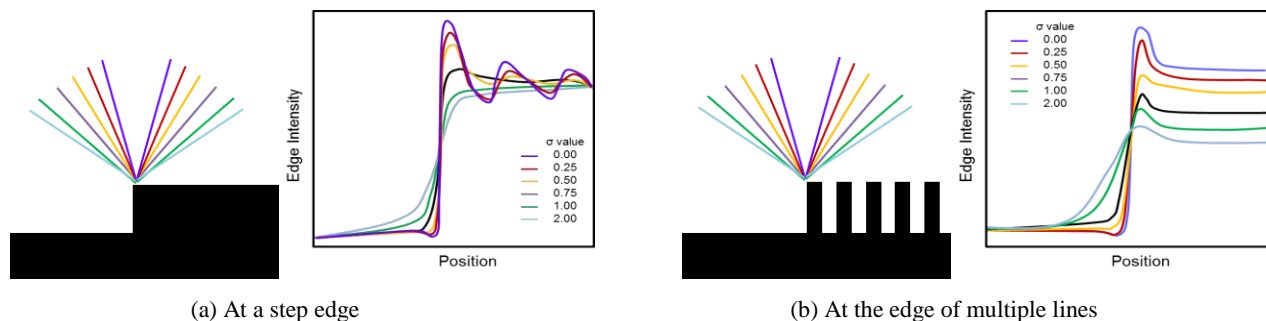 Edge Intensity
σ value
0.00
0.25
0.50
0.75
1.00
2.00
Position
(a) At a step edge
σ value
0.00
0.25
0.50
0.75
1.00
2.00
Edge Intensity
Position
(b) At the edge of multiple lines